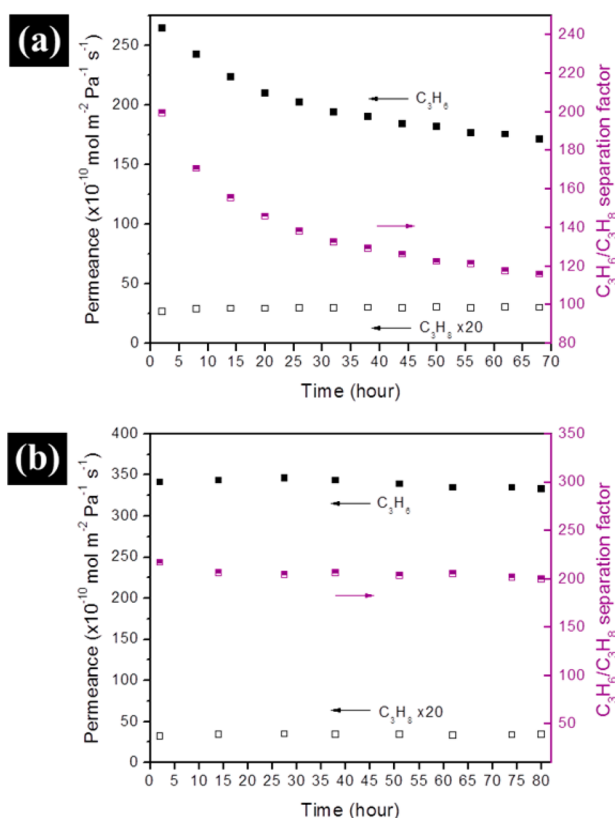 (a)
Permeance (x10⁻¹⁰ mol m⁻² Pa⁻¹ s⁻¹)
250
200
150
100
50
0
C₃H₆
C₃H₈ x20
240
220
200
180
160
140
120
100
80
C₃H₆/C₃H₈ separation factor
0 5 10 15 20 25 30 35 40 45 50 55 60 65 70
Time (hour)
(b)
Permeance (x10⁻¹⁰ mol m⁻² Pa⁻¹ s⁻¹)
400
350
300
250
200
150
100
50
0
C₃H₆
C₃H₈ x20
350
300
250
200
150
100
50
C₃H₆/C₃H₈ separation factor
0 5 10 15 20 25 30 35 40 45 50 55 60 65 70 75 80
Time (hour)